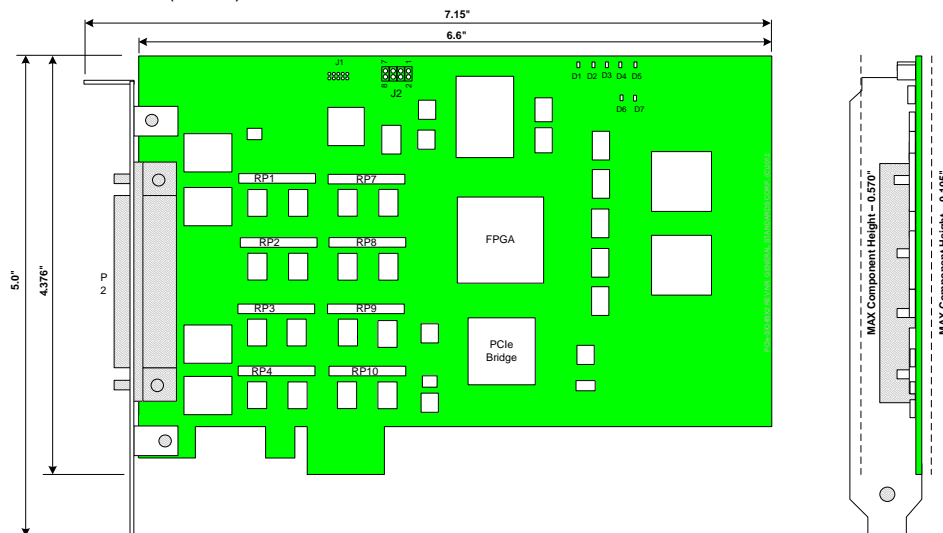 7.15"
6.6"
J1
7 1
8 2
J2
D1 D2 D3 D4 D5
D6 D7
RP1 RP7
RP2 RP8
RP3 RP9
RP4 RP10
FPGA
PCIe
Bridge
P
2
5.0"
4.376"
MAX Component Height – 0.570"
MAX Component Height